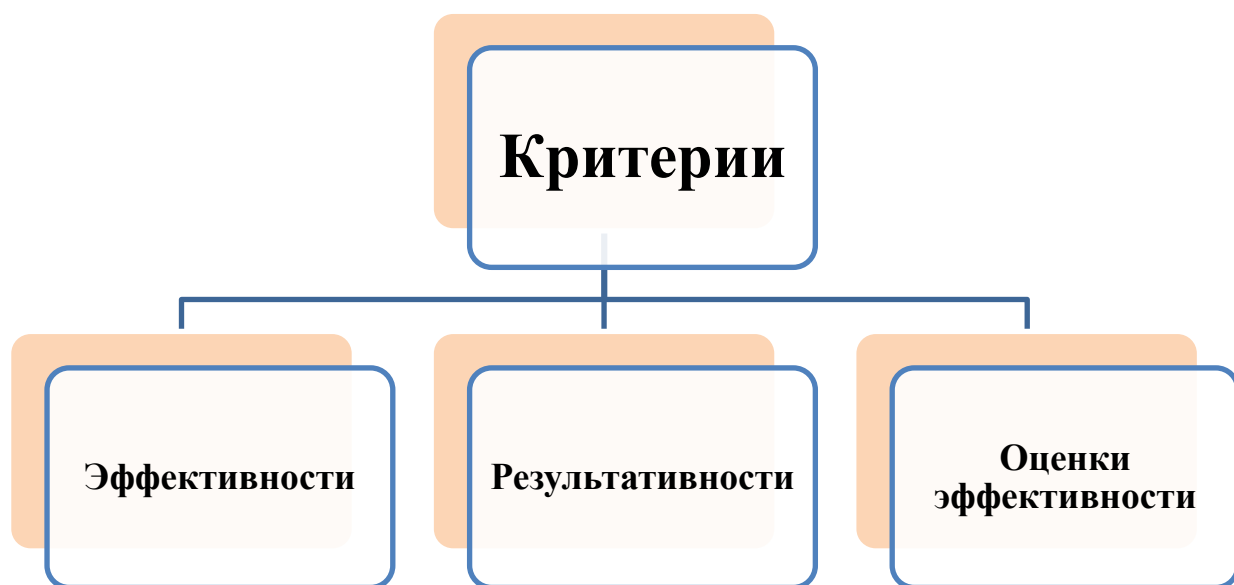 Критерии
Эффективности
Результативности
Оценки
эффективности